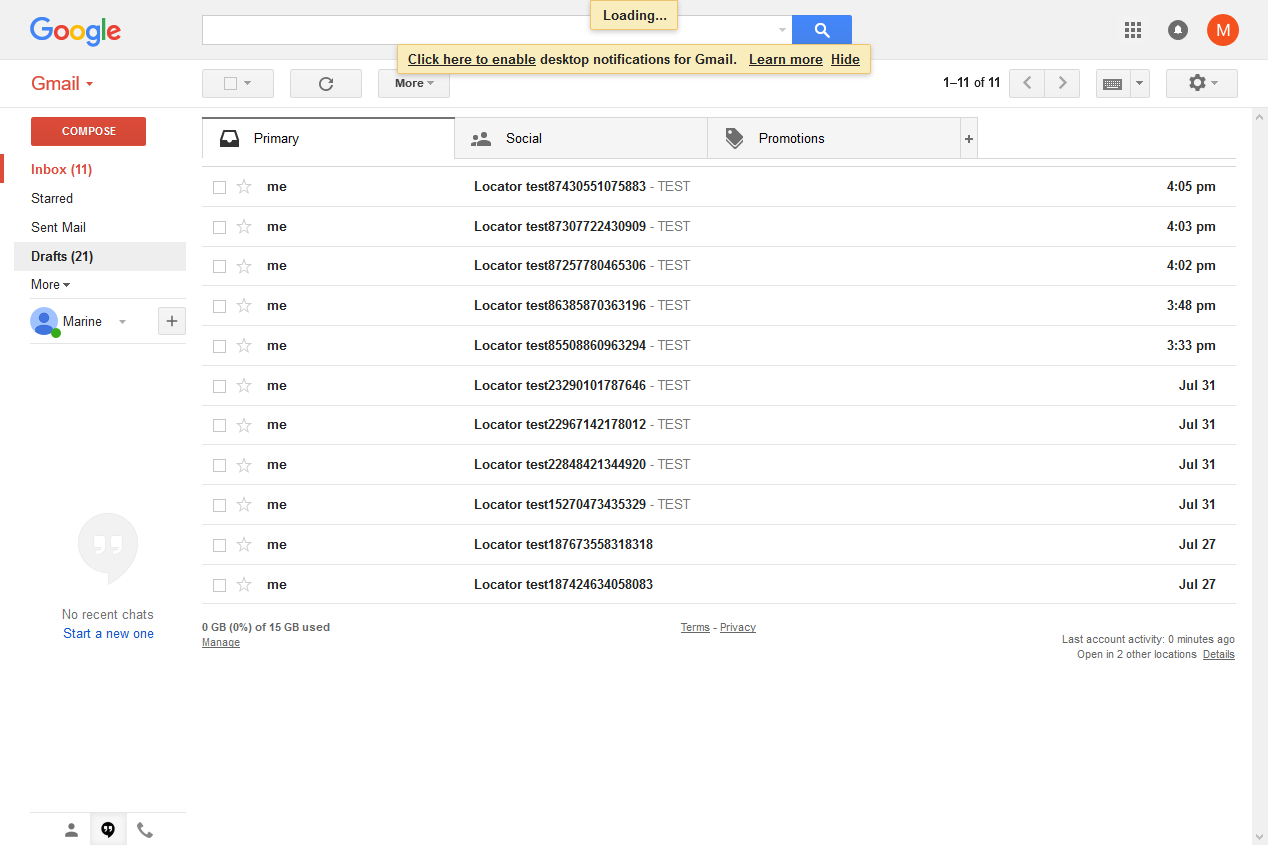 Loading...
Google
M
Click here to enable desktop notifications for Gmail. Learn more Hide
Gmail
More
1–11 of 11
COMPOSE
Primary
Social
Promotions
+
Inbox (11)
Starred
Sent Mail
Drafts (21)
More
Marine
+
me Locator test87430551075883 - TEST 4:05 pm
me Locator test87307722430909 - TEST 4:03 pm
me Locator test87257780465306 - TEST 4:02 pm
me Locator test86385870363196 - TEST 3:48 pm
me Locator test85508860963294 - TEST 3:33 pm
me Locator test23290101787646 - TEST Jul 31
me Locator test22967142178012 - TEST Jul 31
me Locator test22848421344920 - TEST Jul 31
me Locator test15270473435329 - TEST Jul 31
me Locator test187673558318318 Jul 27
me Locator test187424634058083 Jul 27
No recent chats
Start a new one
0 GB (0%) of 15 GB used
Manage
Terms - Privacy
Last account activity: 0 minutes ago
Open in 2 other locations Details